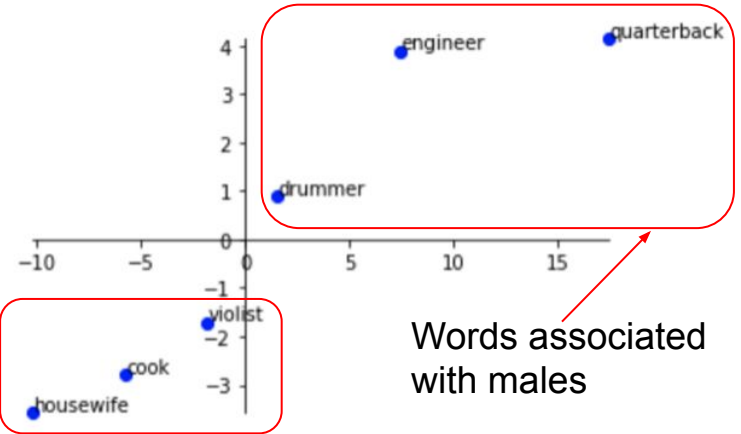 quarterback
4
engineer
3
2
1
drummer
0
−10
−5
0
5
10
15
−1
violist
−2
Words associated
with males
cook
−3
housewife